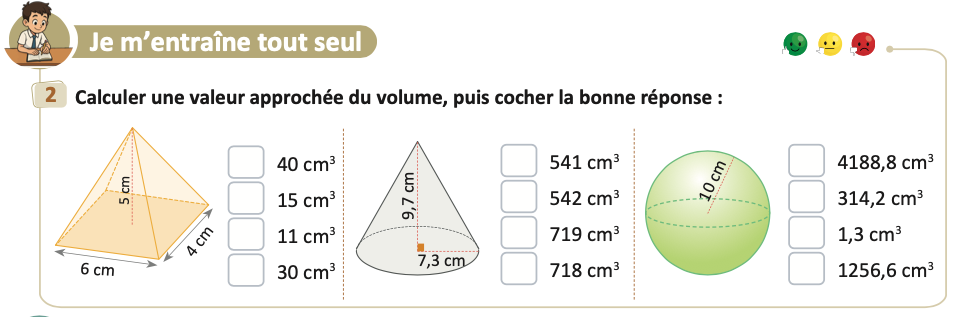 Je m'entraîne tout seul
2 Calculer une valeur approchée du volume, puis cocher la bonne réponse :
5 cm
6 cm
4 cm
40 cm³
15 cm³
11 cm³
30 cm³
9,7 cm
7,3 cm
541 cm³
542 cm³
719 cm³
718 cm³
10 cm
4188,8 cm³
314,2 cm³
1,3 cm³
1256,6 cm³